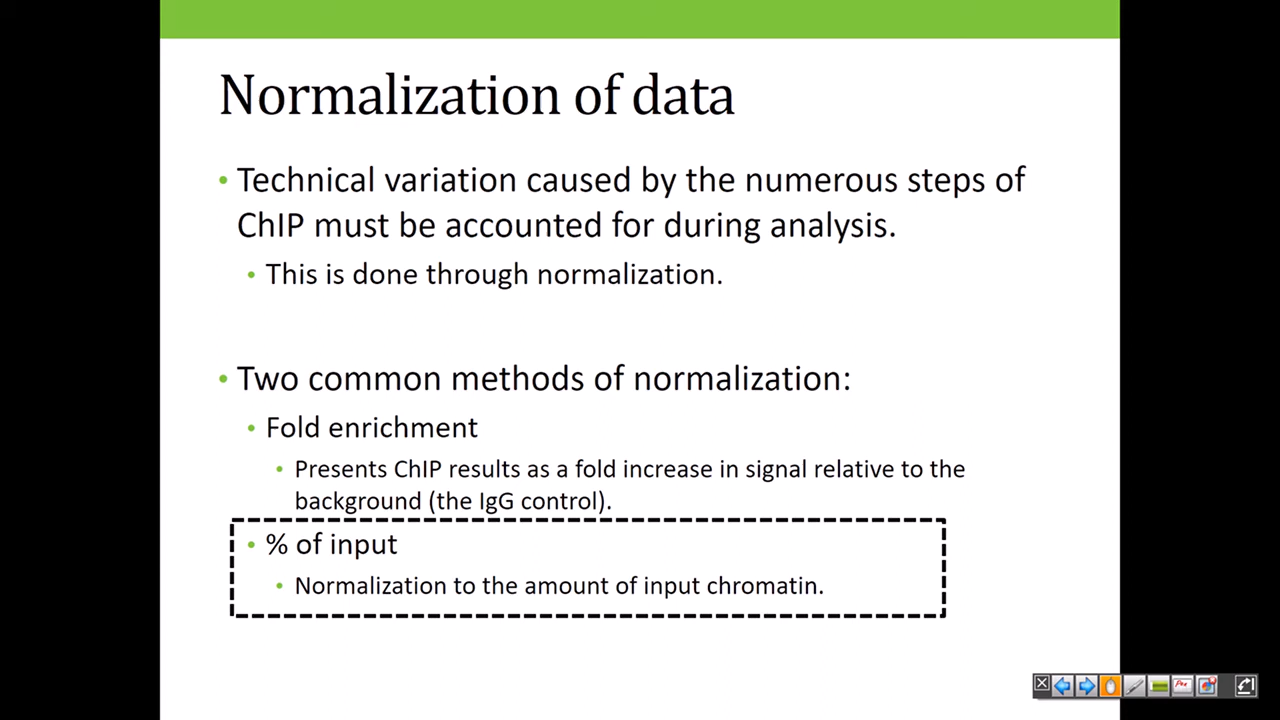 Normalization of data
• Technical variation caused by the numerous steps of
ChIP must be accounted for during analysis.
• This is done through normalization.
• Two common methods of normalization:
• Fold enrichment
• Presents ChIP results as a fold increase in signal relative to the
background (the IgG control).
• % of input
• Normalization to the amount of input chromatin.